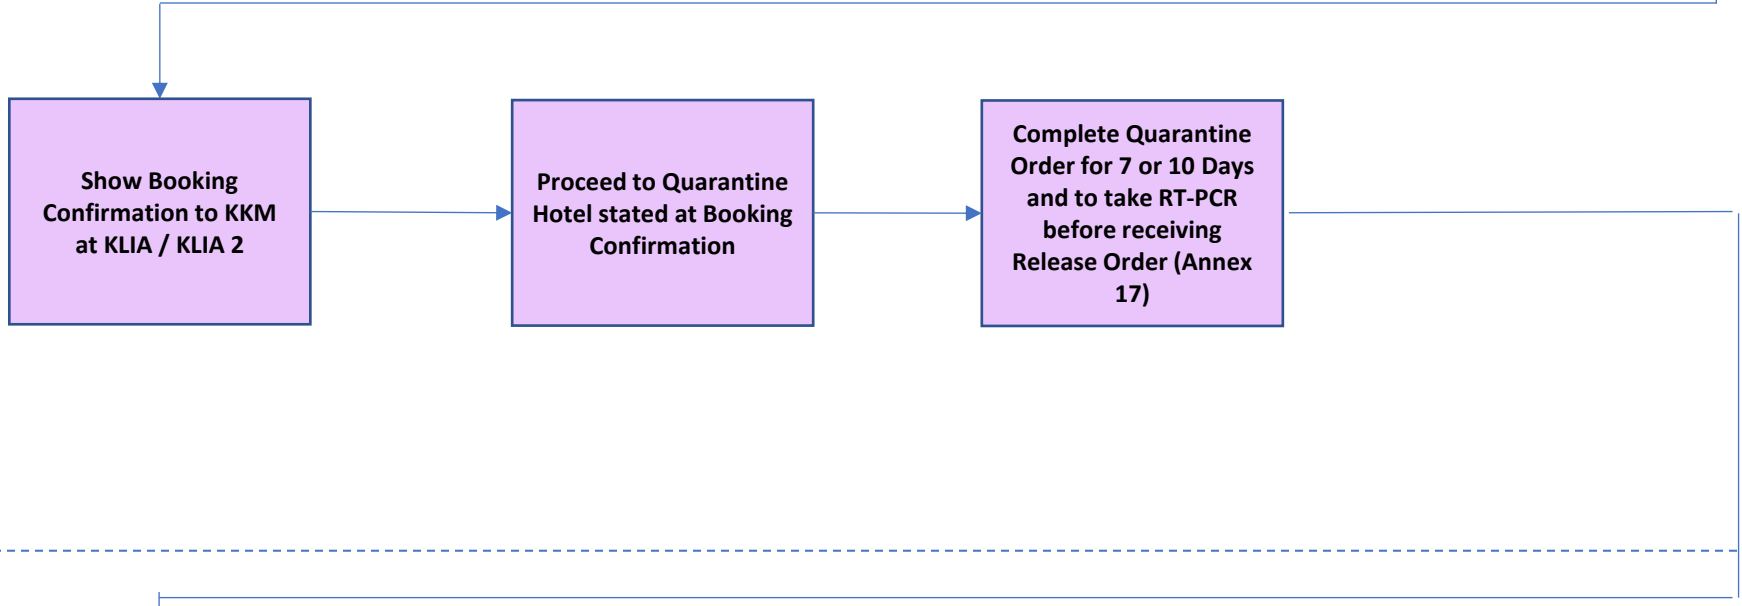 Show Booking
Confirmation to KKM
at KLIA / KLIA 2
Proceed to Quarantine
Hotel stated at Booking
Confirmation
Complete Quarantine
Order for 7 or 10 Days
and to take RT-PCR
before receiving
Release Order (Annex
17)